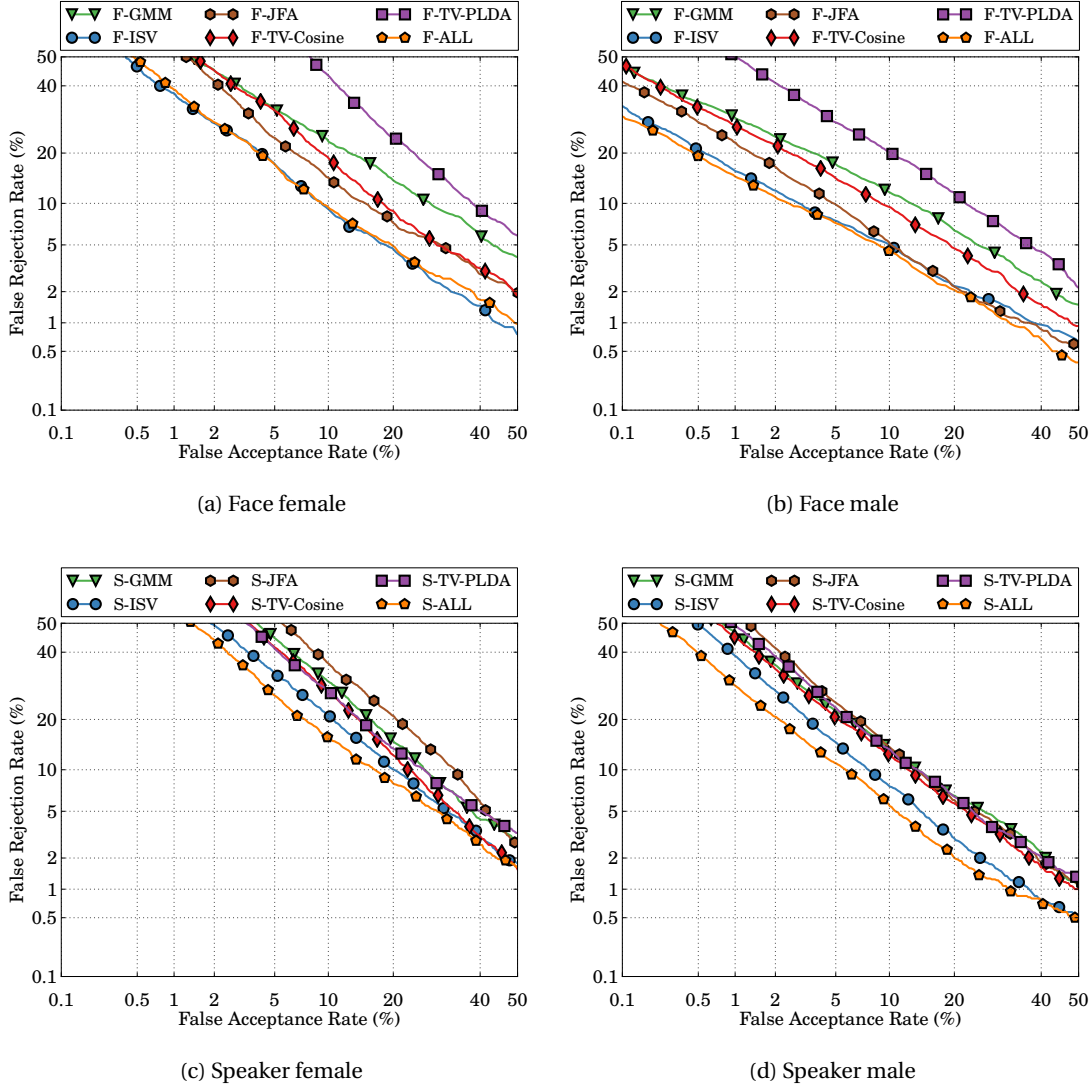 F-GMM F-JFA F-TV-PLDA F-GMM F-JFA F-TV-PLDA
F-ISV F-TV-Cosine F-ALL F-ISV F-TV-Cosine F-ALL
50 50
40 40
20 20
10 10
5 5
2 2
1 1
0.5 0.5
0.1 0.1
False Rejection Rate (%) False Rejection Rate (%)
0.1 0.5 1 2 5 10 20 40 50 0.1 0.5 1 2 5 10 20 40 50
False Acceptance Rate (%) False Acceptance Rate (%)
(a) Face female (b) Face male
S-GMM S-JFA S-TV-PLDA S-GMM S-JFA S-TV-PLDA
S-ISV S-TV-Cosine S-ALL S-ISV S-TV-Cosine S-ALL
50 50
40 40
20 20
10 10
5 5
2 2
1 1
0.5 0.5
0.1 0.1
False Rejection Rate (%) False Rejection Rate (%)
0.1 0.5 1 2 5 10 20 40 50 0.1 0.5 1 2 5 10 20 40 50
False Acceptance Rate (%) False Acceptance Rate (%)
(c) Speaker female (d) Speaker male